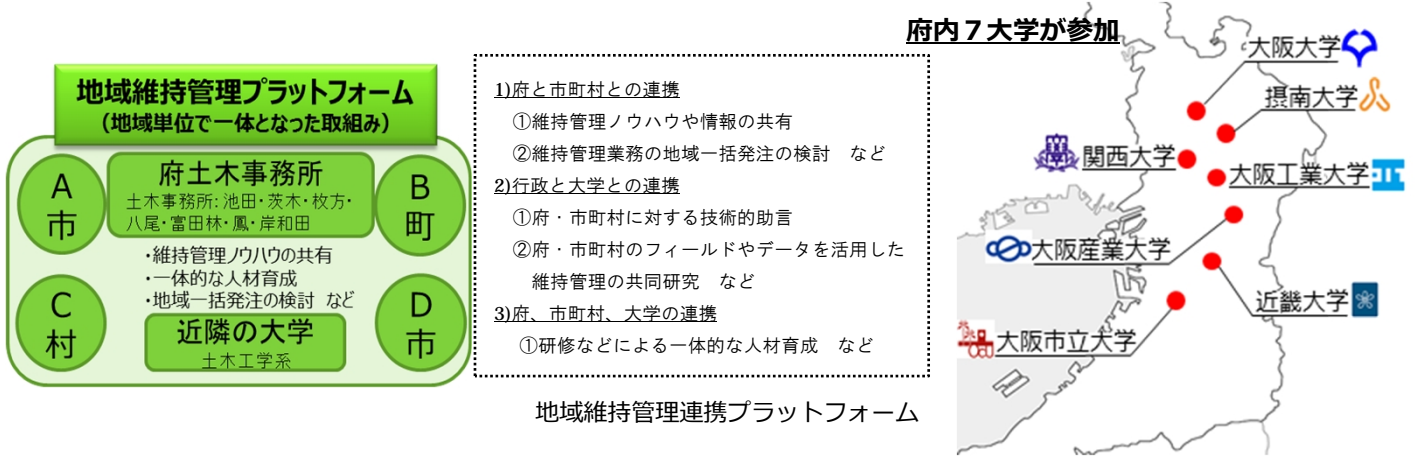 地域維持管理プラットフォーム
（地域単位で一体となった取組み）
A
市
B
町
C
村
D
市
府土木事務所
土木事務所:池田・茨木・枚方・
八尾・富田林・鳳・岸和田
・維持管理ノウハウの共有
・一体的な人材育成
・地域一括発注の検討 など
近隣の大学
土木工学系
1)府と市町村との連携
①維持管理ノウハウや情報の共有
②維持管理業務の地域一括発注の検討　など
2)行政と大学との連携
①府・市町村に対する技術的助言
②府・市町村のフィールドやデータを活用した
維持管理の共同研究　など
3)府、市町村、大学の連携
①研修などによる一体的な人材育成　など
地域維持管理連携プラットフォーム
府内７大学が参加
大阪大学
摂南大学
関西大学
大阪工業大学
大阪産業大学
近畿大学
大阪市立大学